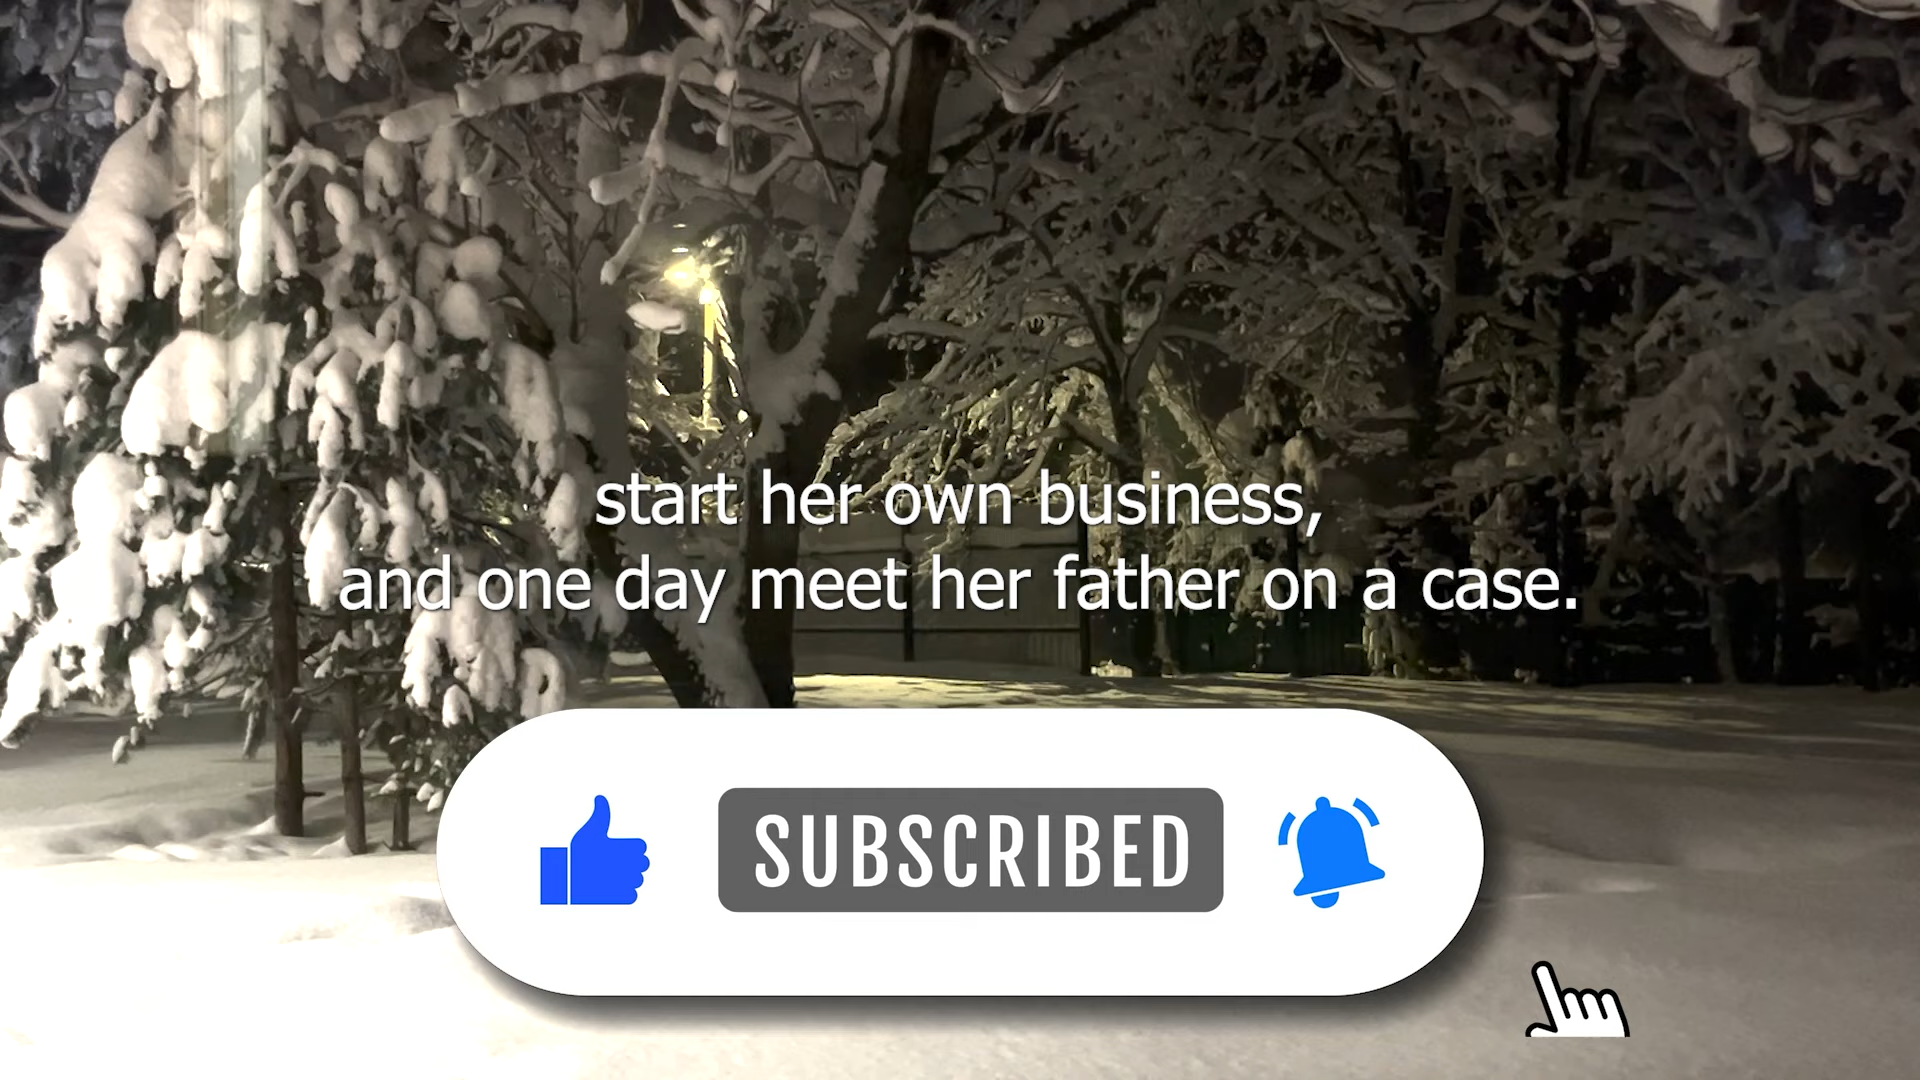 start her own business,
and one day meet her father on a case.
SUBSCRIBED